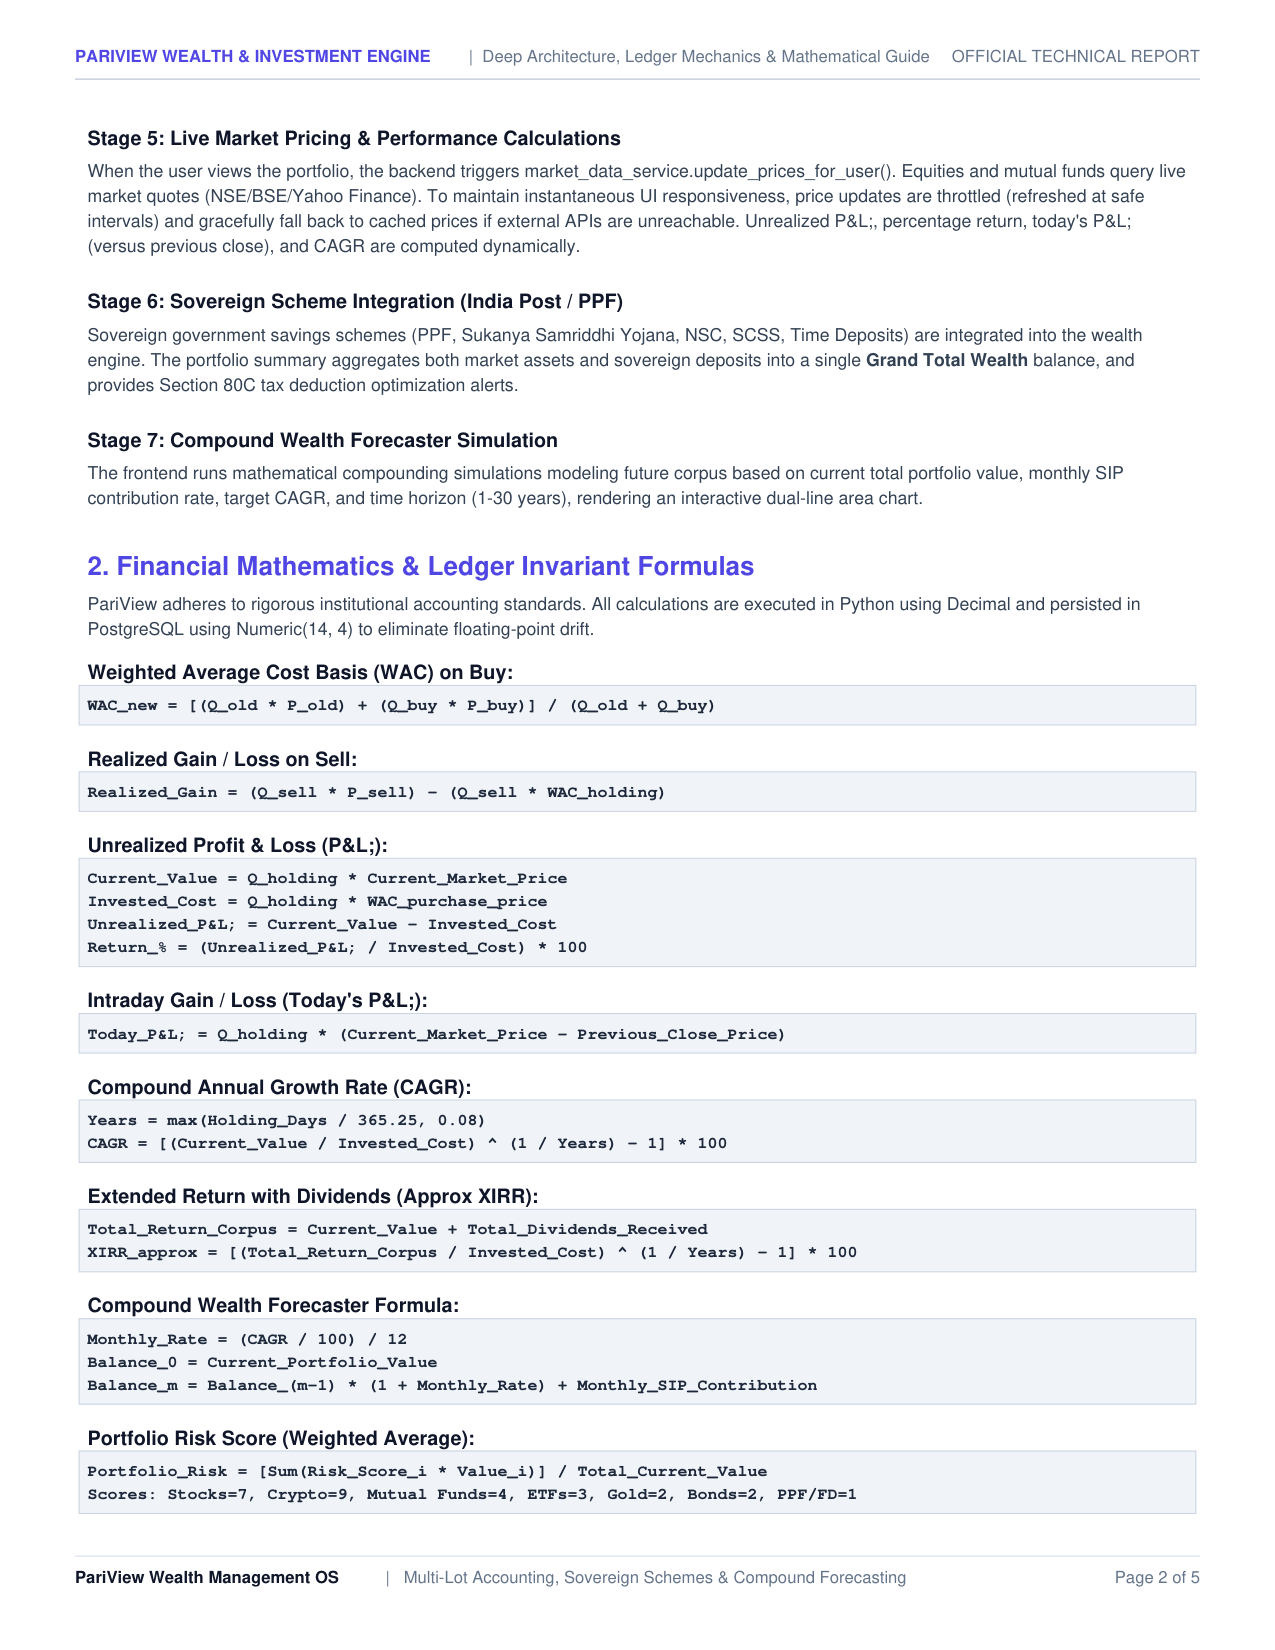 PARIVIEW WEALTH & INVESTMENT ENGINE | Deep Architecture, Ledger Mechanics & Mathematical Guide OFFICIAL TECHNICAL REPORT
Stage 5: Live Market Pricing & Performance Calculations
When the user views the portfolio, the backend triggers market_data_service.update_prices_for_user(). Equities and mutual funds query live
market quotes (NSE/BSE/Yahoo Finance). To maintain instantaneous UI responsiveness, price updates are throttled (refreshed at safe
intervals) and gracefully fall back to cached prices if external APIs are unreachable. Unrealized P&L;, percentage return, today's P&L;
(versus previous close), and CAGR are computed dynamically.
Stage 6: Sovereign Scheme Integration (India Post / PPF)
Sovereign government savings schemes (PPF, Sukanya Samriddhi Yojana, NSC, SCSS, Time Deposits) are integrated into the wealth
engine. The portfolio summary aggregates both market assets and sovereign deposits into a single Grand Total Wealth balance, and
provides Section 80C tax deduction optimization alerts.
Stage 7: Compound Wealth Forecaster Simulation
The frontend runs mathematical compounding simulations modeling future corpus based on current total portfolio value, monthly SIP
contribution rate, target CAGR, and time horizon (1-30 years), rendering an interactive dual-line area chart.
2. Financial Mathematics & Ledger Invariant Formulas
PariView adheres to rigorous institutional accounting standards. All calculations are executed in Python using Decimal and persisted in
PostgreSQL using Numeric(14, 4) to eliminate floating-point drift.
Weighted Average Cost Basis (WAC) on Buy:
WAC_new = [(Q_old * P_old) + (Q_buy * P_buy)] / (Q_old + Q_buy)
Realized Gain / Loss on Sell:
Realized_Gain = (Q_sell * P_sell) - (Q_sell * WAC_holding)
Unrealized Profit & Loss (P&L;):
Current_Value = Q_holding * Current_Market_Price
Invested_Cost = Q_holding * WAC_purchase_price
Unrealized_P&L; = Current_Value - Invested_Cost
Return_% = (Unrealized_P&L; / Invested_Cost) * 100
Intraday Gain / Loss (Today's P&L;):
Today_P&L; = Q_holding * (Current_Market_Price - Previous_Close_Price)
Compound Annual Growth Rate (CAGR):
Years = max(Holding_Days / 365.25, 0.08)
CAGR = [(Current_Value / Invested_Cost) ^ (1 / Years) - 1] * 100
Extended Return with Dividends (Approx XIRR):
Total_Return_Corpus = Current_Value + Total_Dividends_Received
XIRR_approx = [(Total_Return_Corpus / Invested_Cost) ^ (1 / Years) - 1] * 100
Compound Wealth Forecaster Formula:
Monthly_Rate = (CAGR / 100) / 12
Balance_0 = Current_Portfolio_Value
Balance_m = Balance_(m-1) * (1 + Monthly_Rate) + Monthly_SIP_Contribution
Portfolio Risk Score (Weighted Average):
Portfolio_Risk = [Sum(Risk_Score_i * Value_i)] / Total_Current_Value
Scores: Stocks=7, Crypto=9, Mutual Funds=4, ETFs=3, Gold=2, Bonds=2, PPF/FD=1
PariView Wealth Management OS | Multi-Lot Accounting, Sovereign Schemes & Compound Forecasting Page 2 of 5